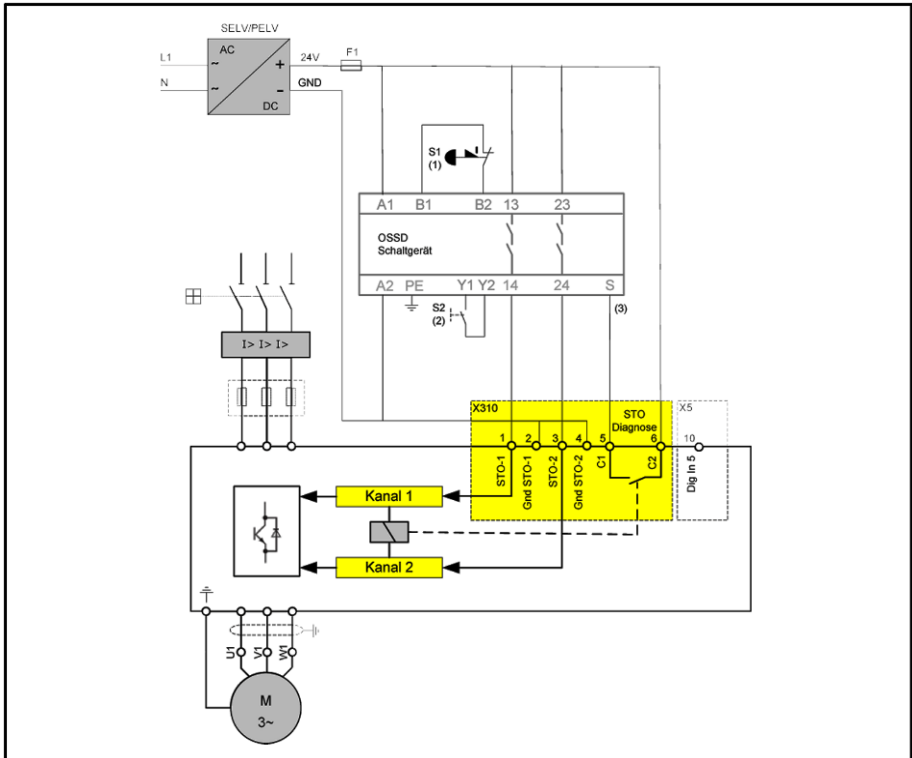 SELV/PELV
AC
L1
~
24V
F1
+
N
~
GND
-
DC
S1
(1)
A1 B1 B2 13 23
OSSD
Schaltgerät
A2 PE Y1 Y2 14 24 S
S2
(2)
(3)
I> I> I>
X310
STO
Diagnose
X5
1 2 3 4 5 6 10
STO-1
Gnd STO-1
STO-2
Gnd STO-2
C1
C2
Dig In 5
Kanal 1
Kanal 2
U1
V1
W1
M
3~